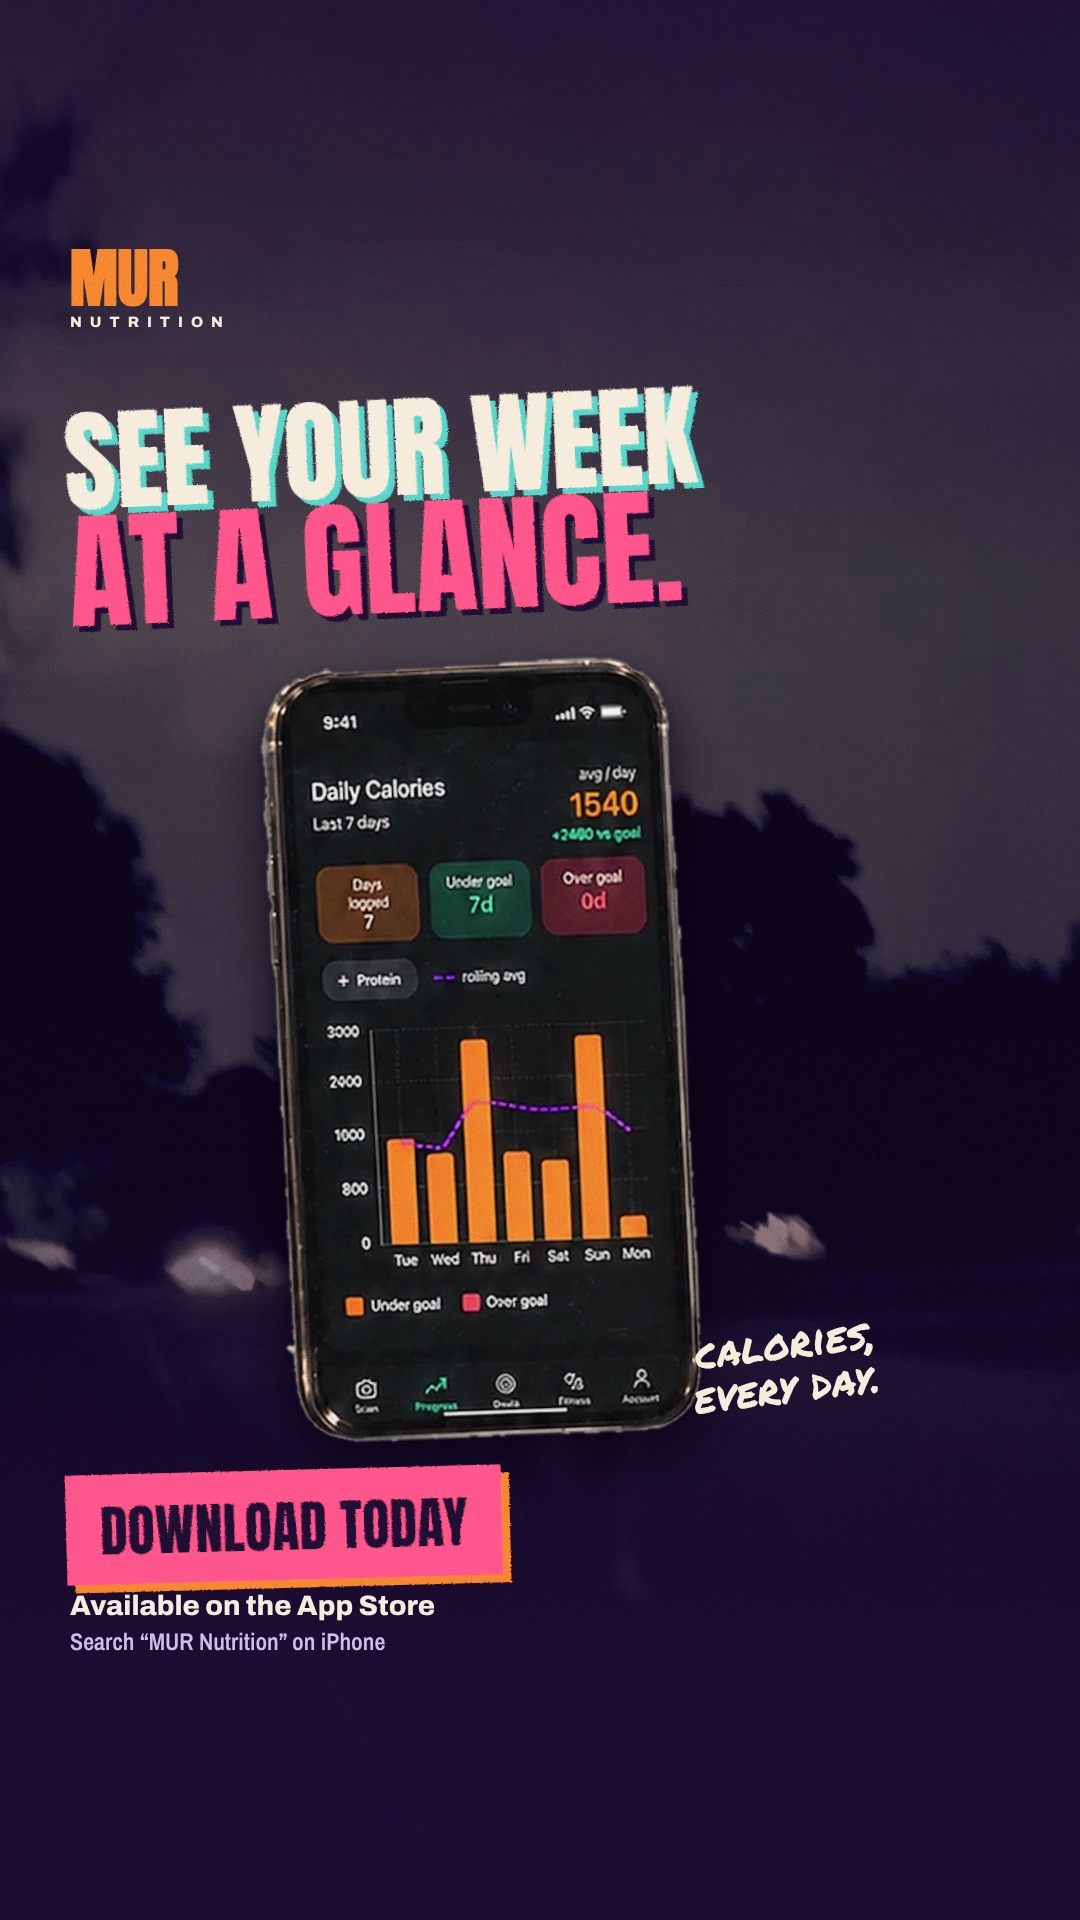 MUR
NUTRITION
SEE YOUR WEEK
AT A GLANCE.
9:41
Daily Calories
Last 7 days
avg / day
1540
vs goal
Days
logged
7
Under goal
7d
Over goal
0d
+ Protein
rolling avg
3000
2400
1000
800
0
Tue Wed Thu Fri Sat Sun Mon
Under goal
goal
Scan Progress Account
CALORIES,
EVERY DAY.
DOWNLOAD TODAY
Available on the App Store
Search “MUR Nutrition” on iPhone